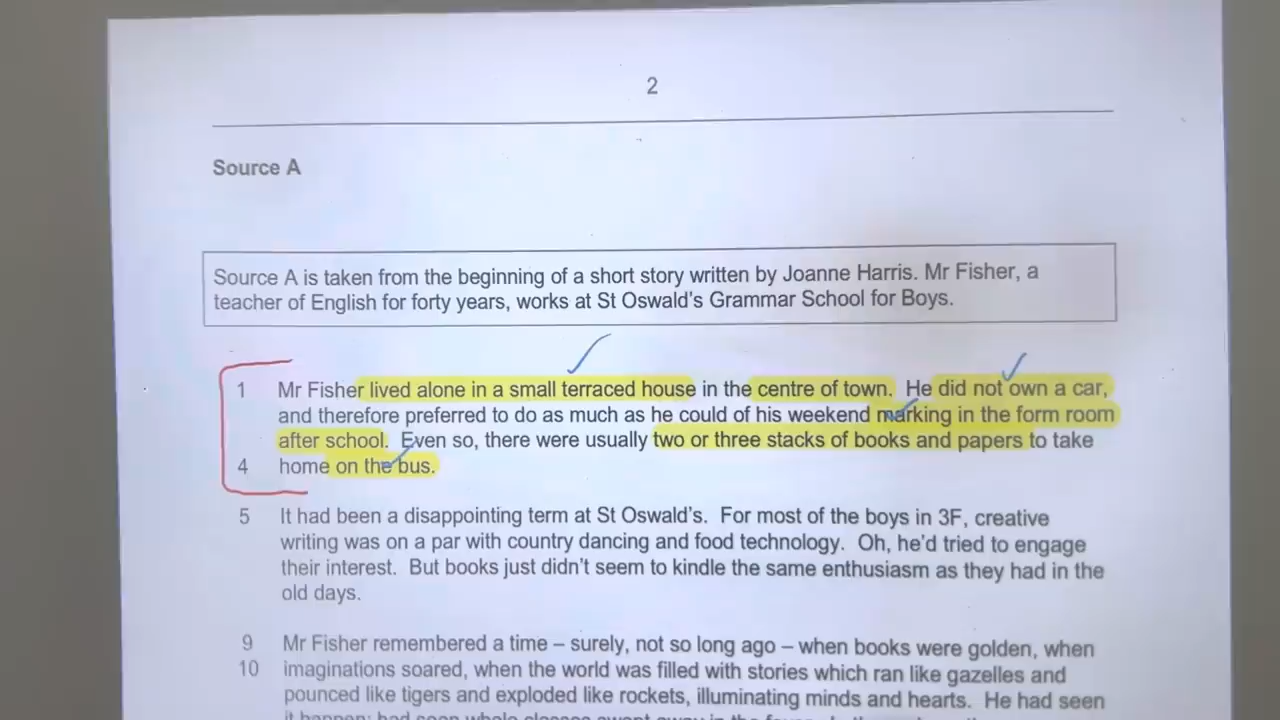 2
Source A
Source A is taken from the beginning of a short story written by Joanne Harris. Mr Fisher, a
teacher of English for forty years, works at St Oswald's Grammar School for Boys.
1 Mr Fisher lived alone in a small terraced house in the centre of town. He did not own a car,
and therefore preferred to do as much as he could of his weekend marking in the form room
after school. Even so, there were usually two or three stacks of books and papers to take
4 home on the bus.
5 It had been a disappointing term at St Oswald's. For most of the boys in 3F, creative
writing was on a par with country dancing and food technology. Oh, he'd tried to engage
their interest. But books just didn't seem to kindle the same enthusiasm as they had in the
old days.
9 Mr Fisher remembered a time – surely, not so long ago – when books were golden, when
10 imaginations soared, when the world was filled with stories which ran like gazelles and
pounced like tigers and exploded like rockets, illuminating minds and hearts. He had seen